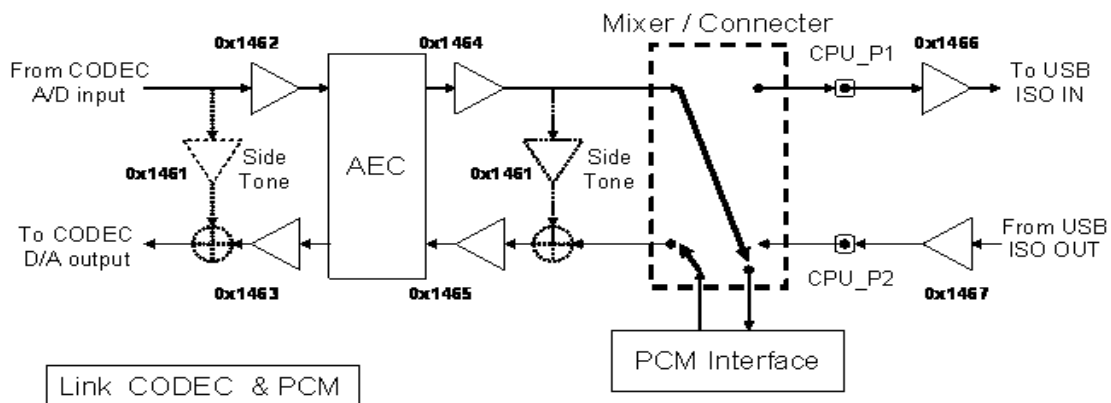 Mixer / Connecter
0x1462
0x1464
CPU_P1
0x1466
From CODEC
A/D input
To USB
ISO IN
0x1461
Side
Tone
AEC
0x1461
Side
Tone
To CODEC
D/A output
From USB
ISO OUT
0x1463
0x1465
CPU_P2
0x1467
PCM Interface
Link CODEC & PCM